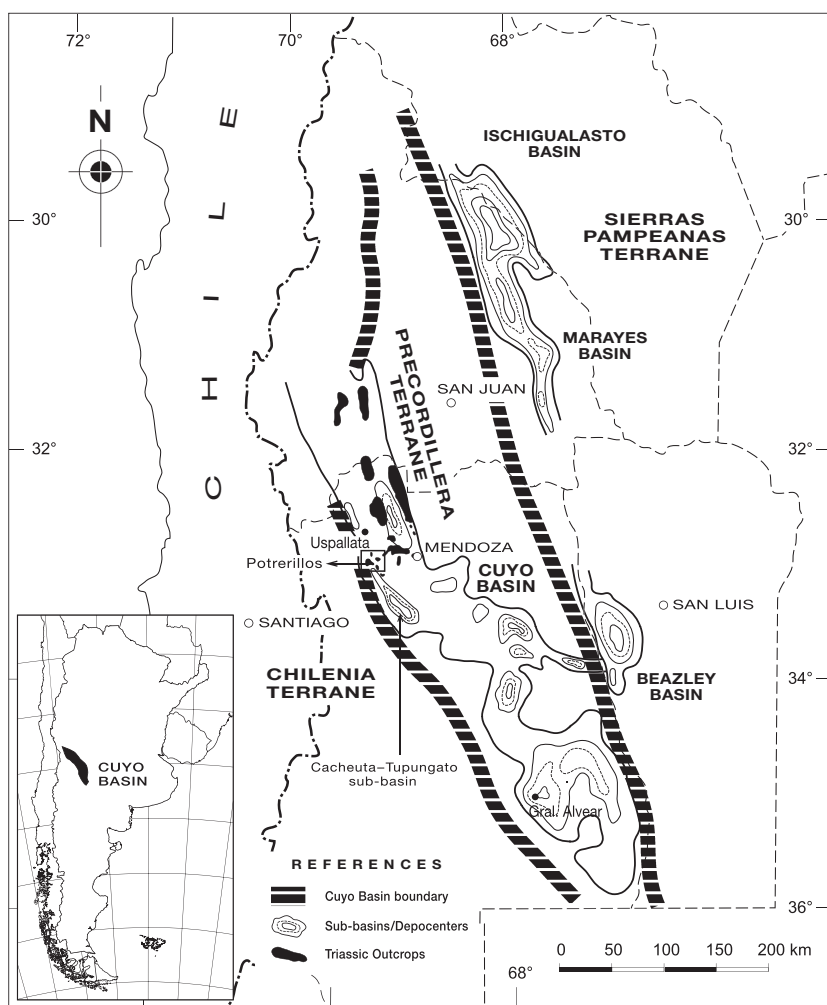 72°
70°
68°
N
CHILE
ISCHIGUALASTO
BASIN
30°
30°
SIERRAS
PAMPEANAS
TERRANE
MARAYES
BASIN
PRECORDILLERA
TERRANE
SAN JUAN
32°
32°
Uspallata
MENDOZA
Potrerillos
CUYO
BASIN
SAN LUIS
SANTIAGO
CHILENIA
TERRANE
BEAZLEY
BASIN
34°
34°
CUYO
BASIN
Cacheuta–Tupungato
sub-basin
Gral. Alvear
REFERENCES
Cuyo Basin boundary
Sub-basins/Depocenters
Triassic Outcrops
36°
36°
68°
0 50 100 150 200 km